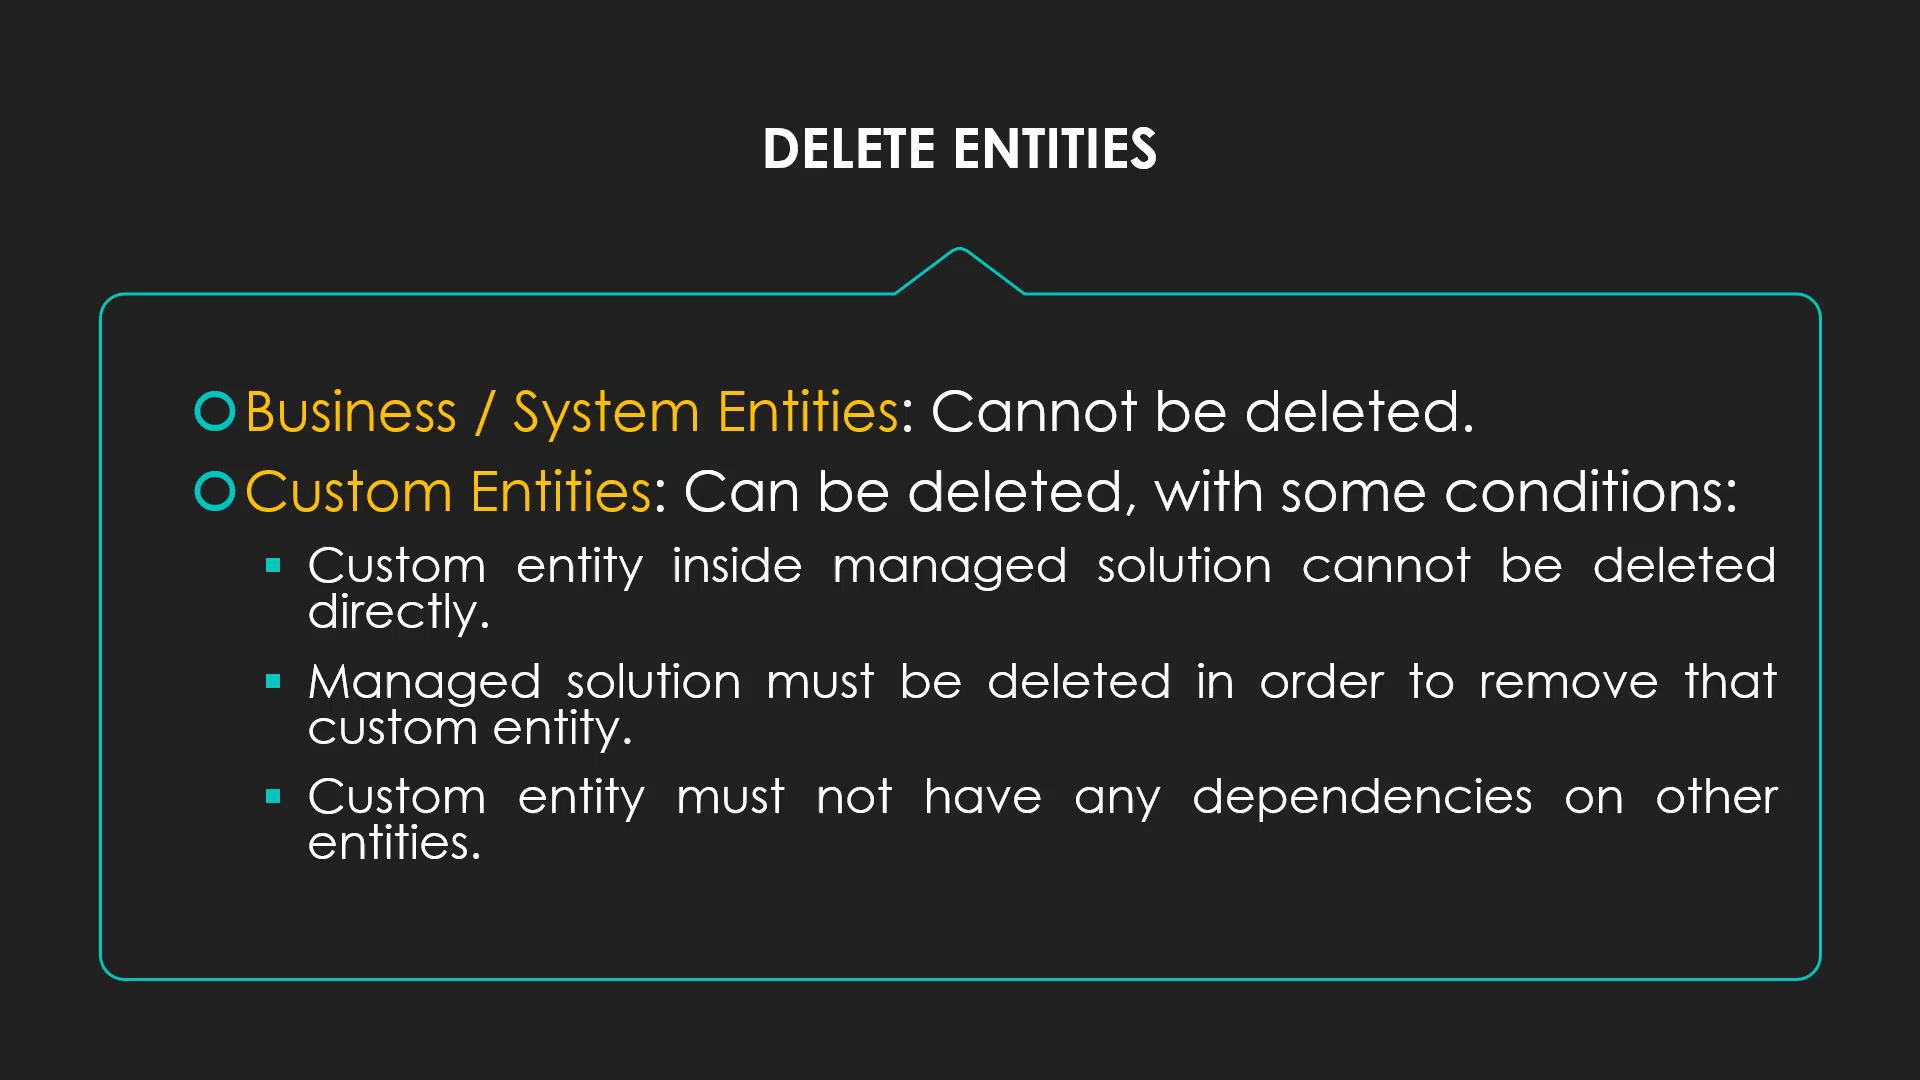 DELETE ENTITIES
Business / System Entities: Cannot be deleted.
Custom Entities: Can be deleted, with some conditions:
Custom entity inside managed solution cannot be deleted
directly.
Managed solution must be deleted in order to remove that
custom entity.
Custom entity must not have any dependencies on other
entities.